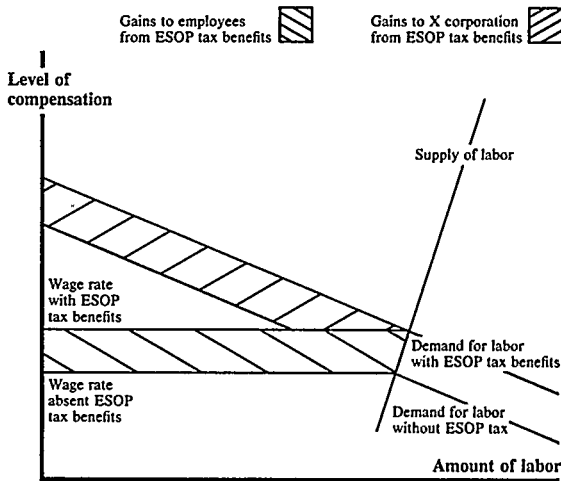 Gains to employees
from ESOP tax benefits
Gains to X corporation
from ESOP tax benefits
Level of
compensation
Supply of labor
Wage rate
with ESOP
tax benefits
Demand for labor
with ESOP tax benefits
Wage rate
absent ESOP
tax benefits
Demand for labor
without ESOP tax
Amount of labor